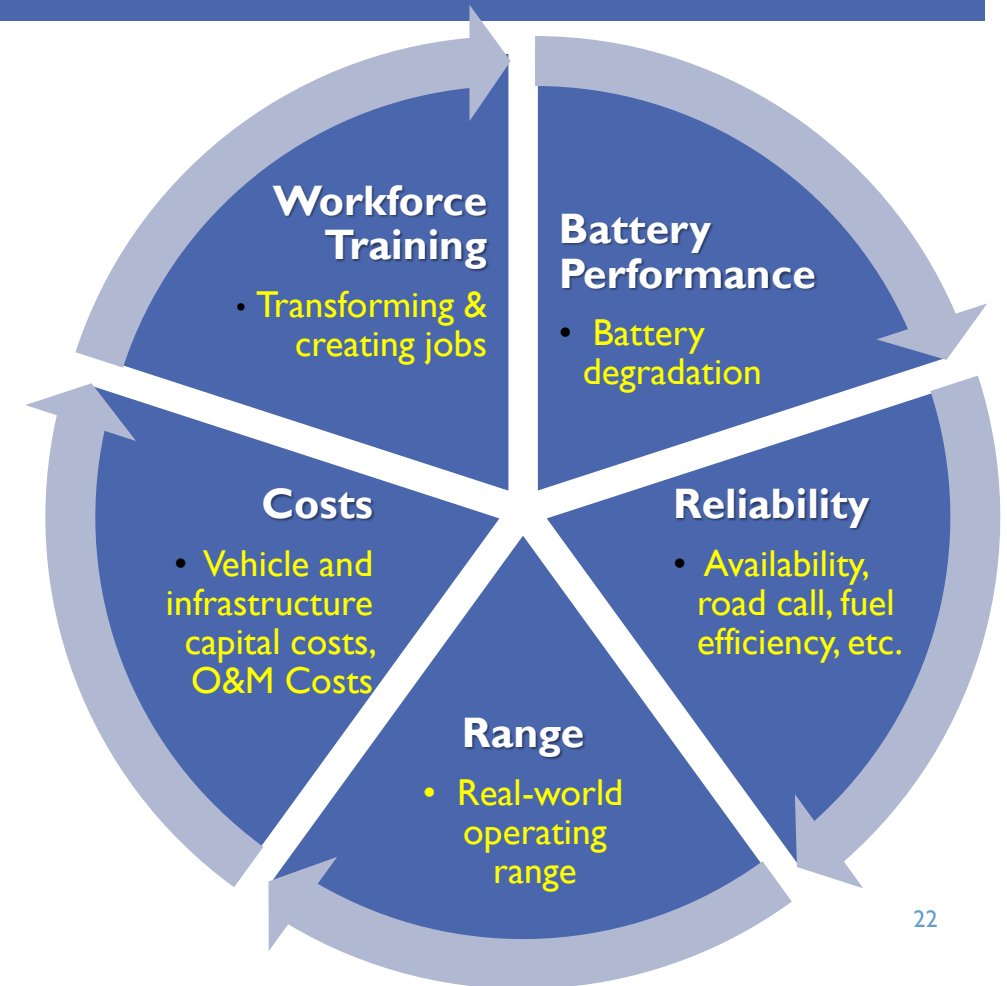 Workforce
Training
• Transforming &
creating jobs
Battery
Performance
• Battery
degradation
Costs
• Vehicle and
infrastructure
capital costs,
O&M Costs
Reliability
• Availability,
road call, fuel
efficiency, etc.
Range
• Real-world
operating
range
22